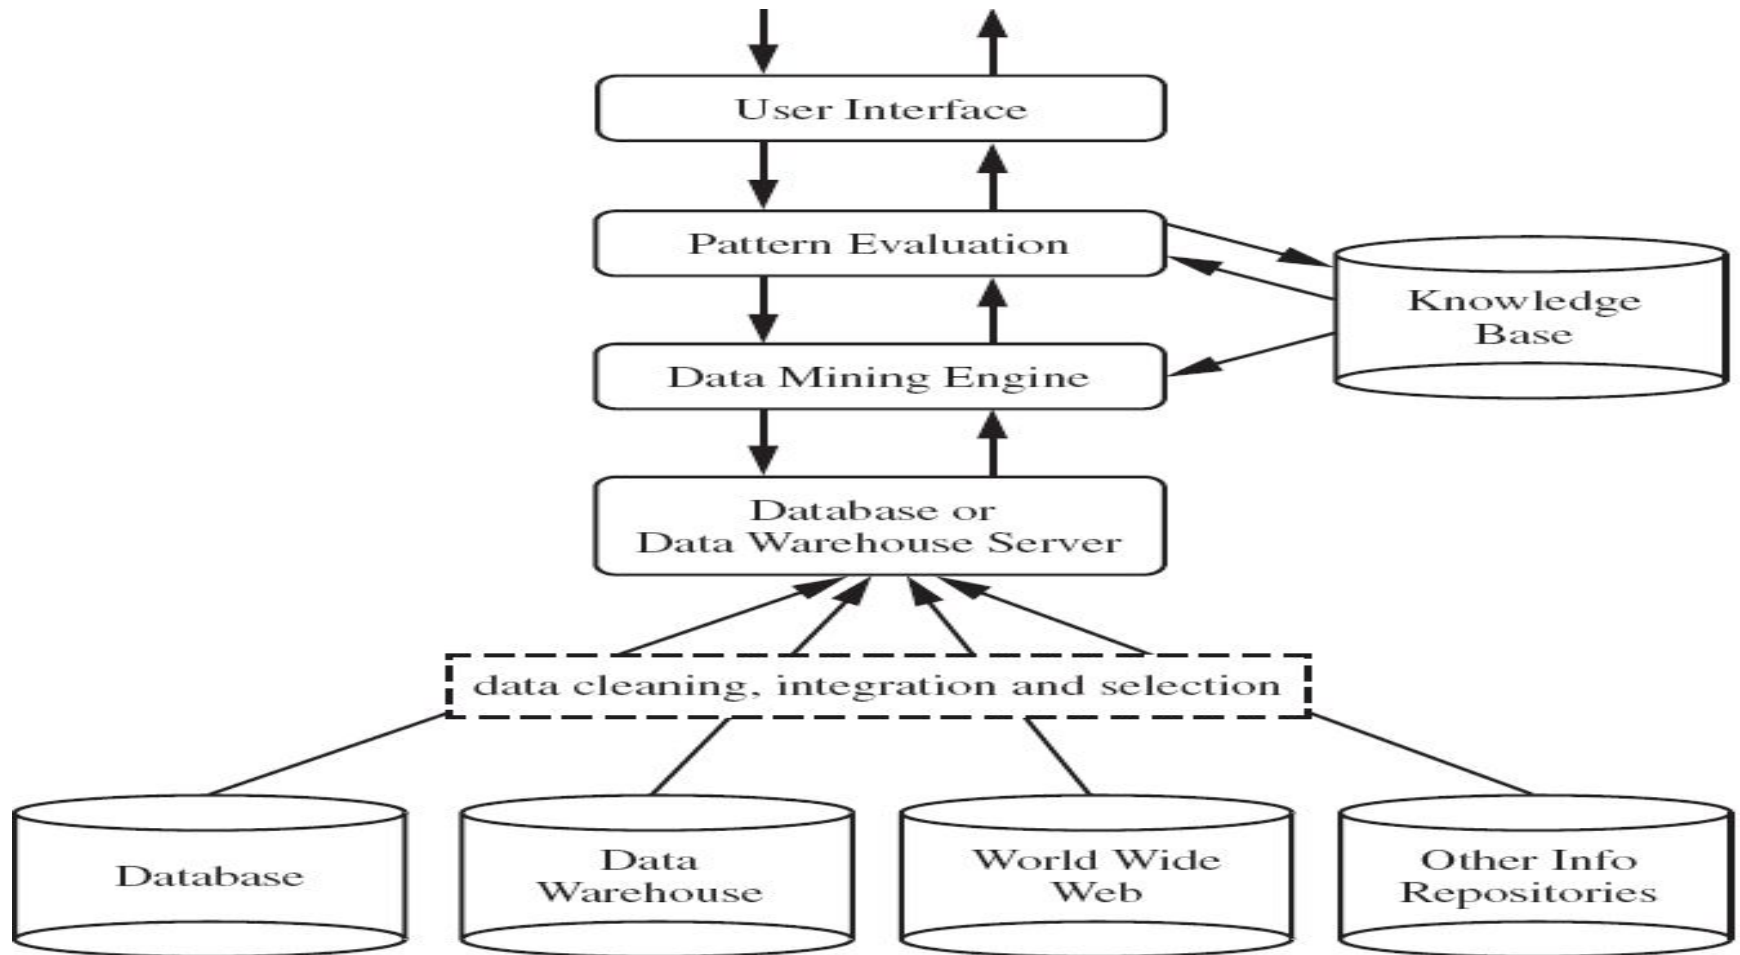 User Interface
Pattern Evaluation
Knowledge
Base
Data Mining Engine
Database or
Data Warehouse Server
data cleaning, integration and selection
Database
Data
Warehouse
World Wide
Web
Other Info
Repositories